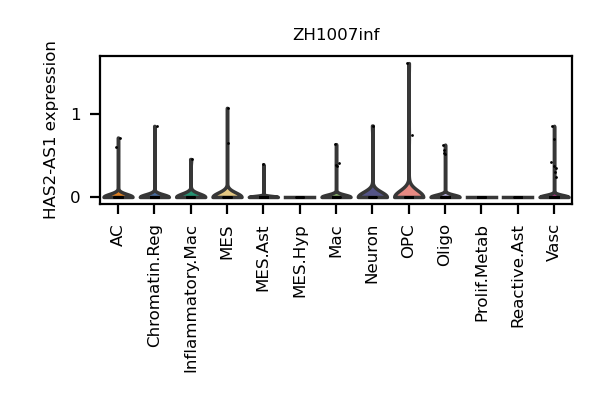 ZH1007inf
HAS2-AS1 expression
1
0
AC
Chromatin.Reg
Inflammatory.Mac
MES
MES.Ast
MES.Hyp
Mac
Neuron
OPC
Oligo
Prolif.Metab
Reactive.Ast
Vasc